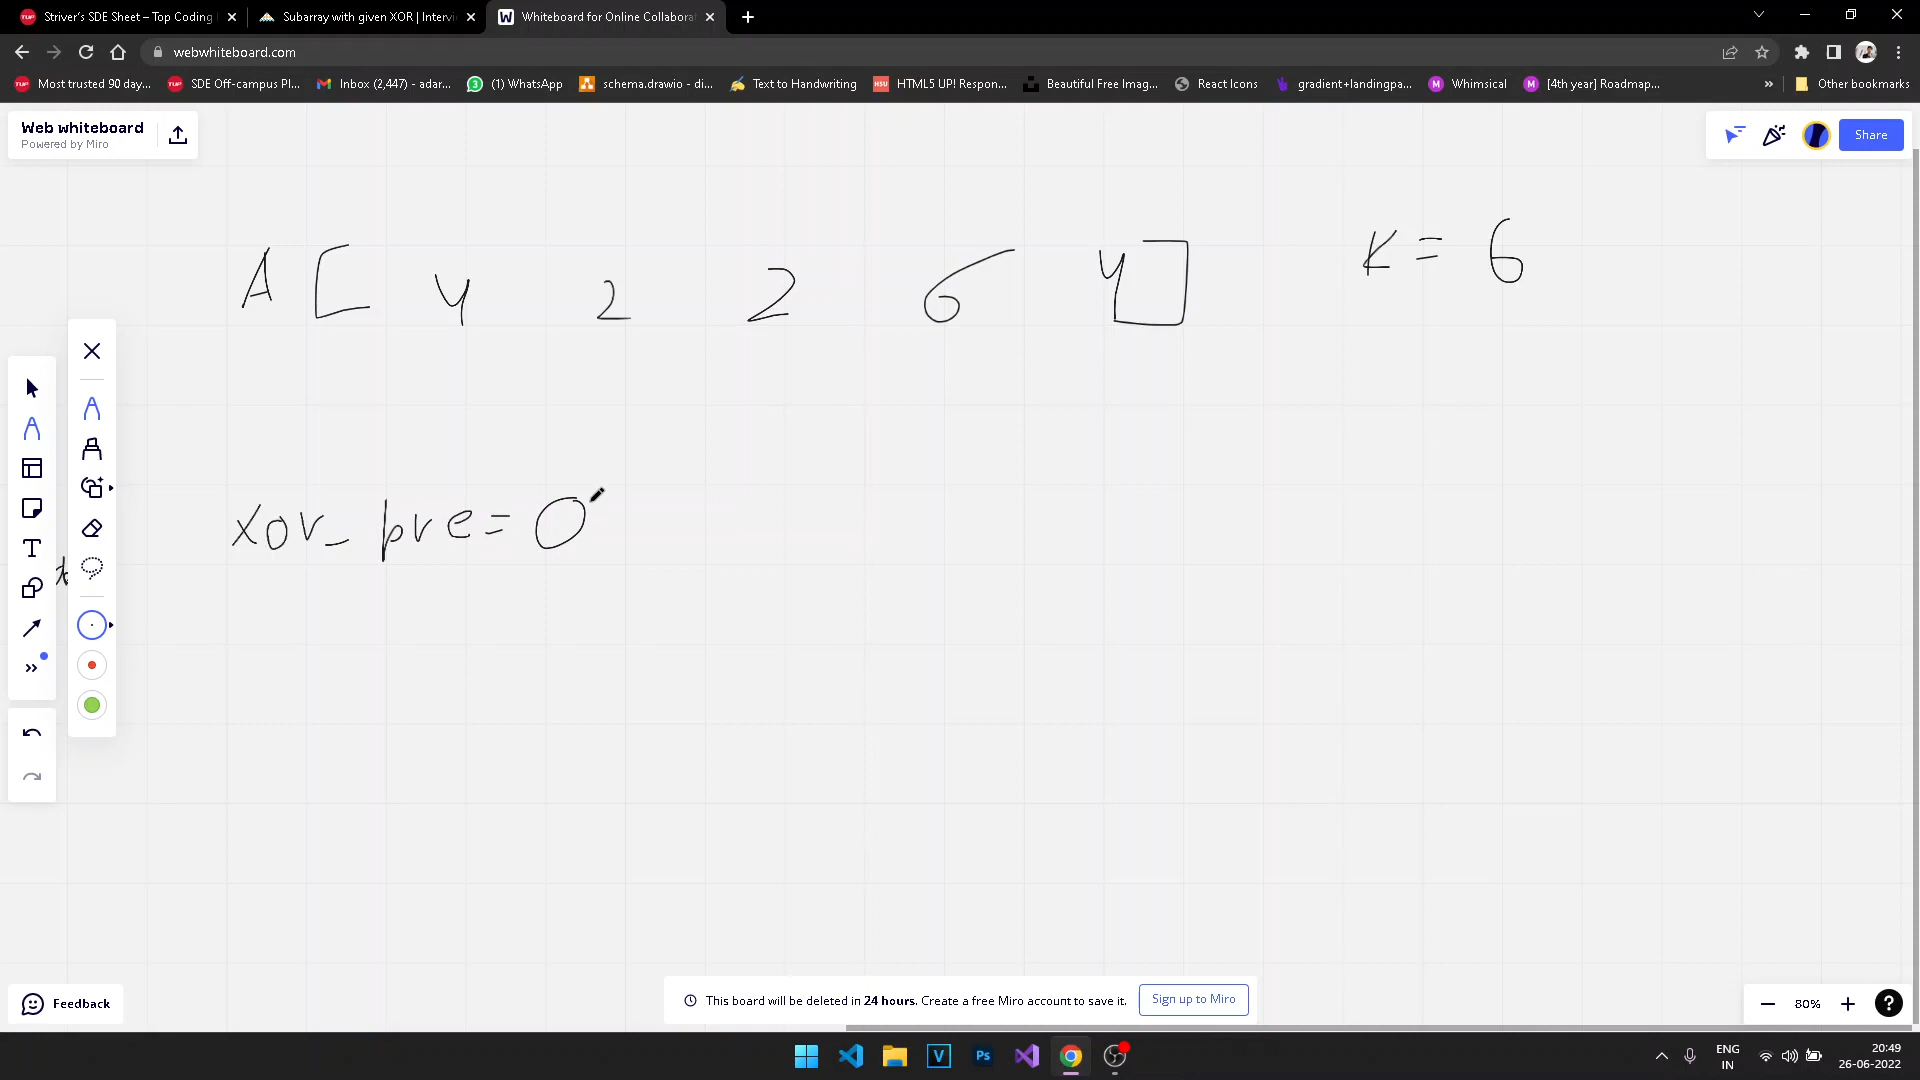 Striver's SDE Sheet – Top Coding
Subarray with given XOR | Intervi
Whiteboard for Online Collaborat
webwhiteboard.com
Most trusted 90 day...
SDE Off-campus Pl...
Inbox (2,447) - adar...
(1) WhatsApp
schema.drawio - di...
Text to Handwriting
HTML5 UP! Respon...
Beautiful Free Imag...
React Icons
gradient+landingpa...
Whimsical
[4th year] Roadmap...
Other bookmarks
Web whiteboard
Powered by Miro
Share
A [ 4 2 2 6 4 ]
K = 6
xor_pre = 0
Feedback
This board will be deleted in 24 hours. Create a free Miro account to save it.
Sign up to Miro
80%
ENG
IN
20:49
26-06-2022